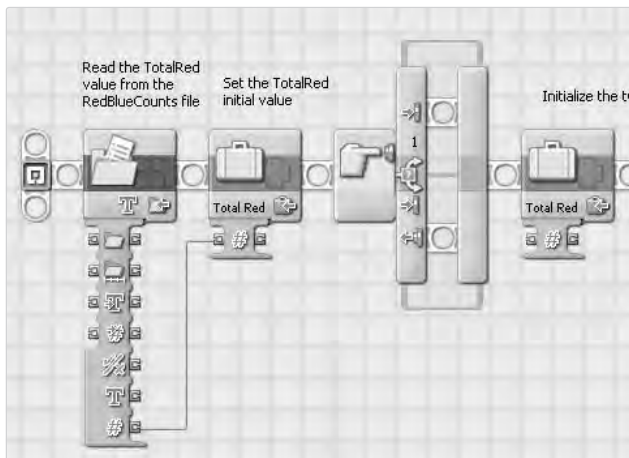 Read the TotalRed
value from the
RedBlueCounts file
Set the TotalRed
initial value
Initialize the
1
T
Total Red
Total Red
#
#
T
#
T
#